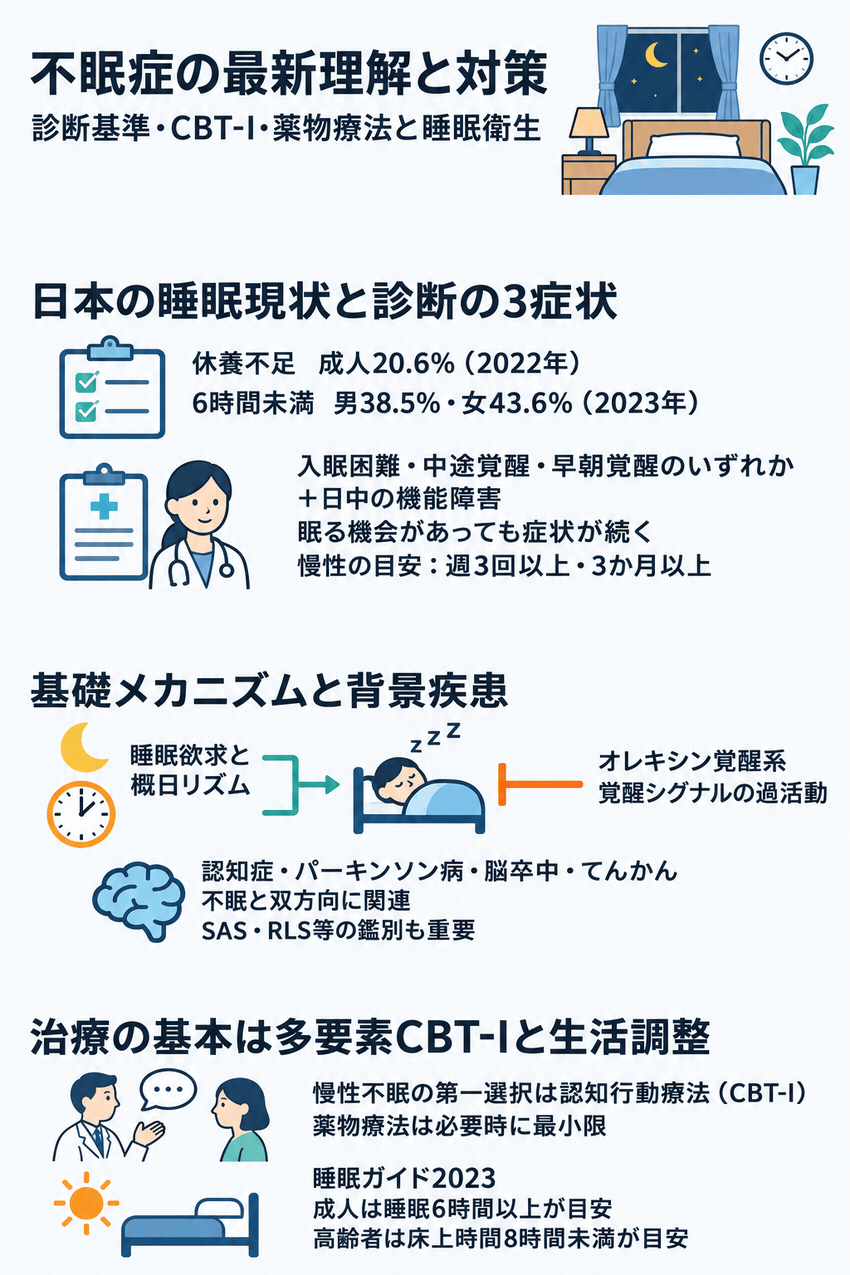 不眠症の最新理解と対策
診断基準・CBT-I・薬物療法と睡眠衛生
日本の睡眠現状と診断の3症状
休養不足 成人20.6%（2022年）
6時間未満 男38.5%・女43.6%（2023年）
入眠困難・中途覚醒・早朝覚醒のいずれか
＋日中の機能障害
眠る機会があっても症状が続く
慢性の目安：週3回以上・3か月以上
基礎メカニズムと背景疾患
睡眠欲求と
概日リズム
z z Z
オレキシン覚醒系
覚醒シグナルの過活動
認知症・パーキンソン病・脳卒中・てんかん
不眠と双方向に関連
SAS・RLS等の鑑別も重要
治療の基本は多要素CBT-Iと生活調整
慢性不眠の第一選択は認知行動療法（CBT-I）
薬物療法は必要時に最小限
睡眠ガイド2023
成人は睡眠6時間以上が目安
高齢者は床上時間8時間未満が目安